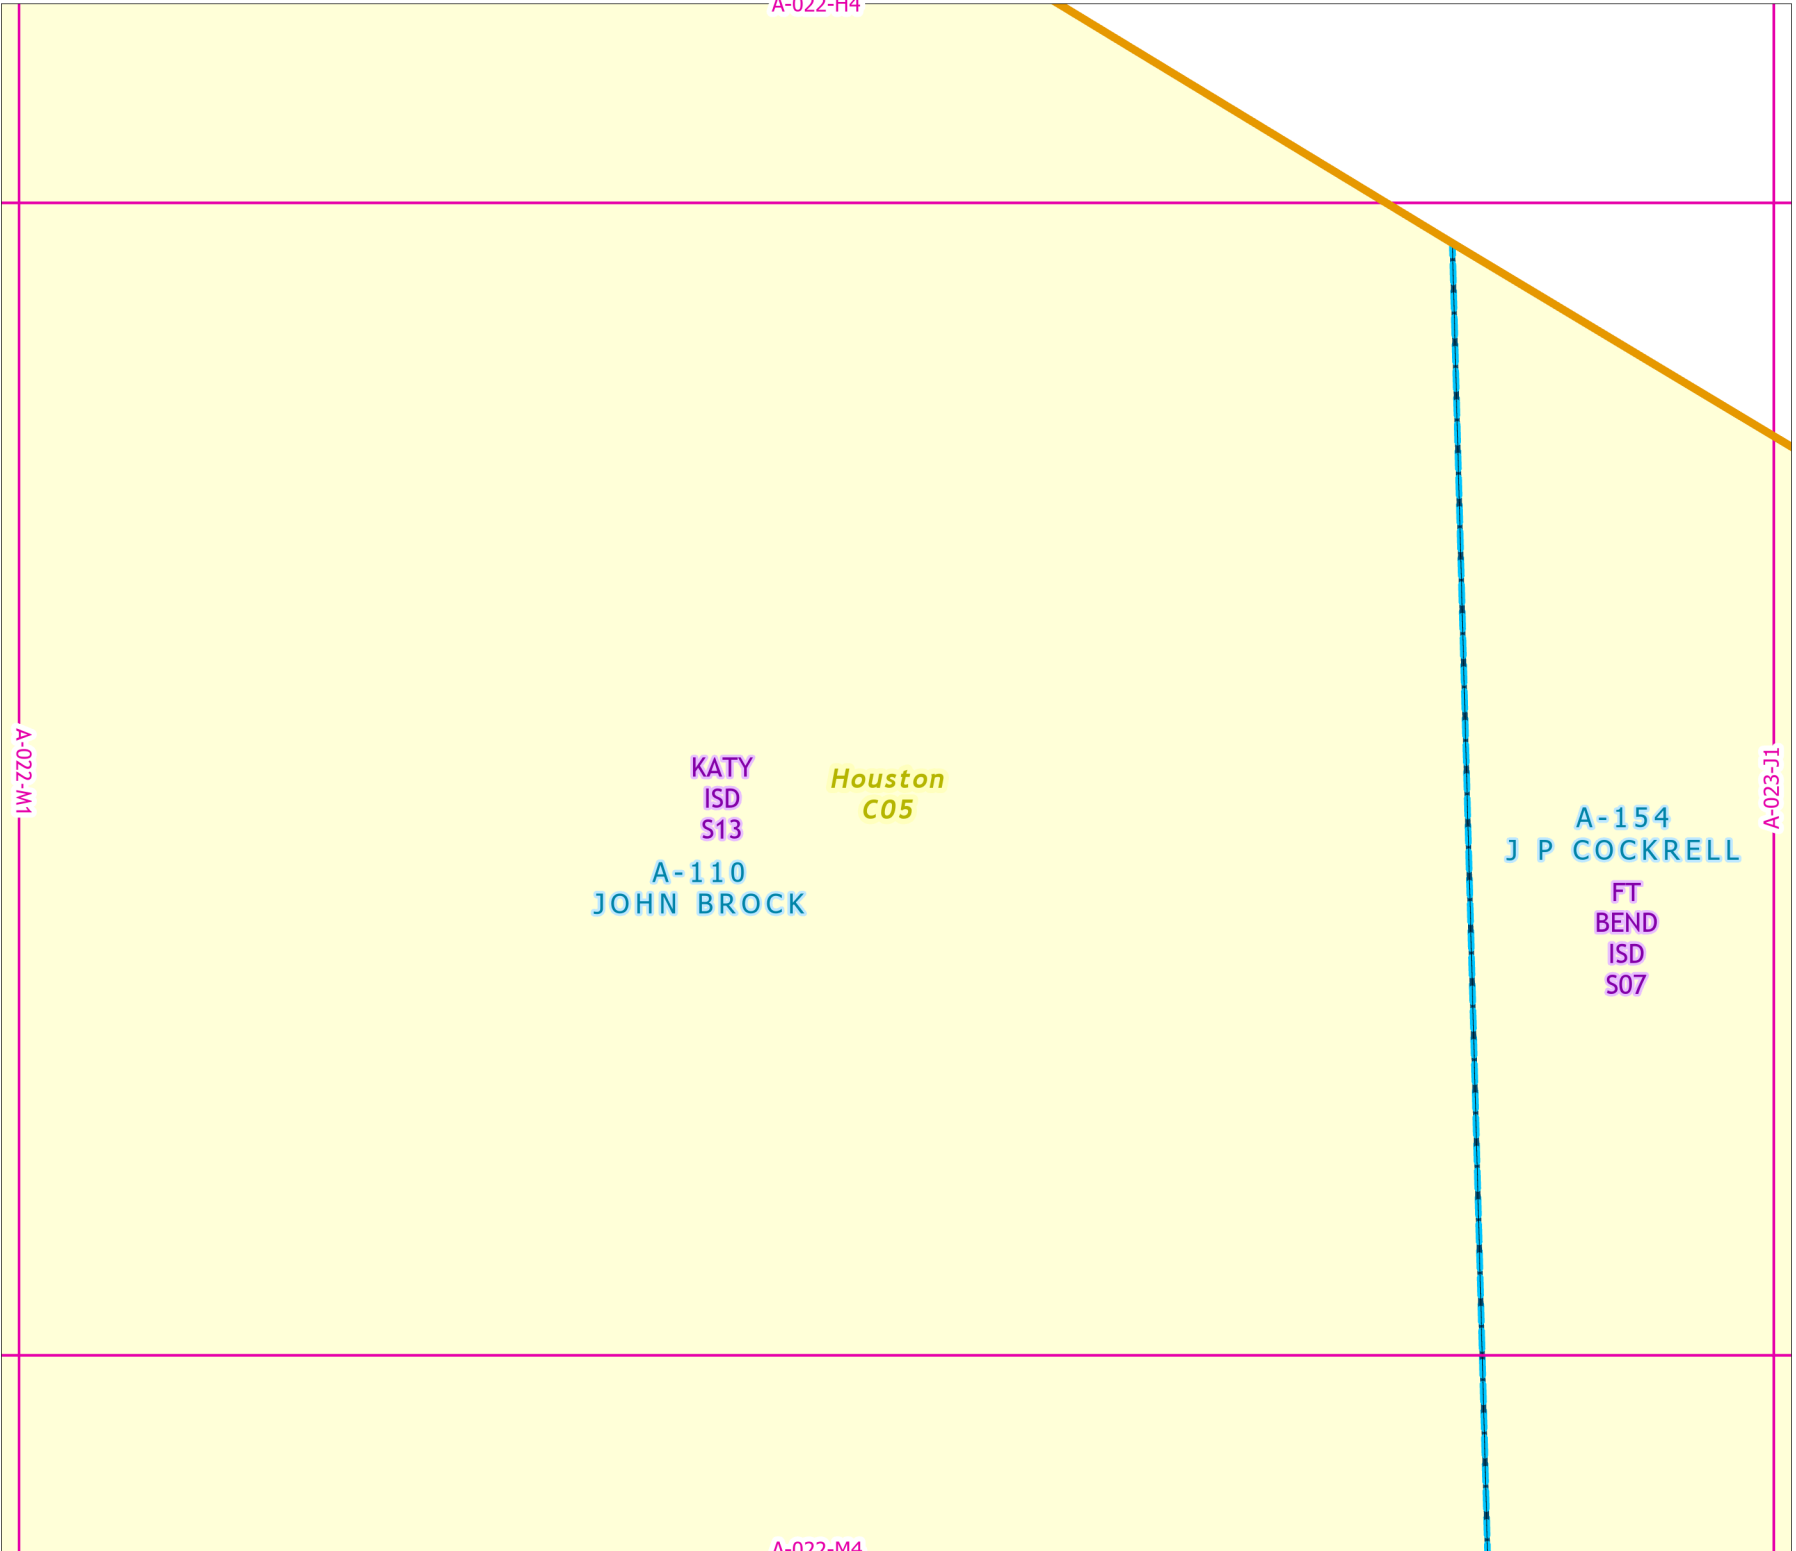 A-022-H4
A-022-M1
KATY
ISD
S13
Houston
C05
A-110
JOHN BROCK
A-154
J P COCKRELL
FT
BEND
ISD
S07
A-023-J1
A-022-M4